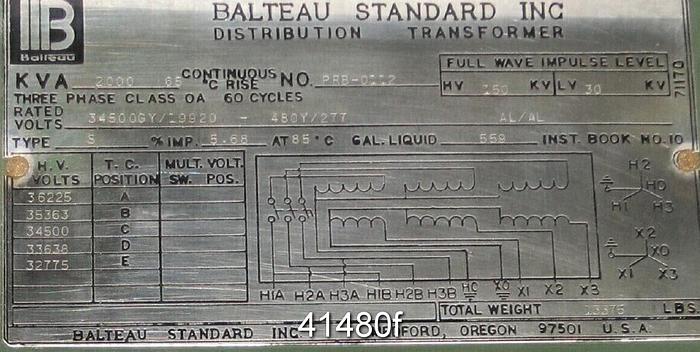 Balteau
BALTEAU STANDARD INC
DISTRIBUTION TRANSFORMER
KVA 2000 65 CONTINUOUS °C RISE NO. PRB-0112
FULL WAVE IMPULSE LEVEL
HV 150 KV LV 30 KV
71170
THREE PHASE CLASS OA 60 CYCLES
RATED VOLTS 34500GY/19920 - 480Y/277 AL/AL
TYPE S % IMP. 5.68 AT 85°C GAL. LIQUID 559 INST. BOOK NO. 10
H.V. VOLTS T.C. POSITION MULT. VOLT. SW. POS.
36225 A
35363 B
34500 C
33638 D
32775 E
H2
H0
H1 H3
X2
X0
X1 X3
H1A H2A H3A H1B H2B H3B HO XO X1 X2 X3
TOTAL WEIGHT 13375 LBS.
BALTEAU STANDARD INC. FORD, OREGON 97501 U.S.A.
41480f